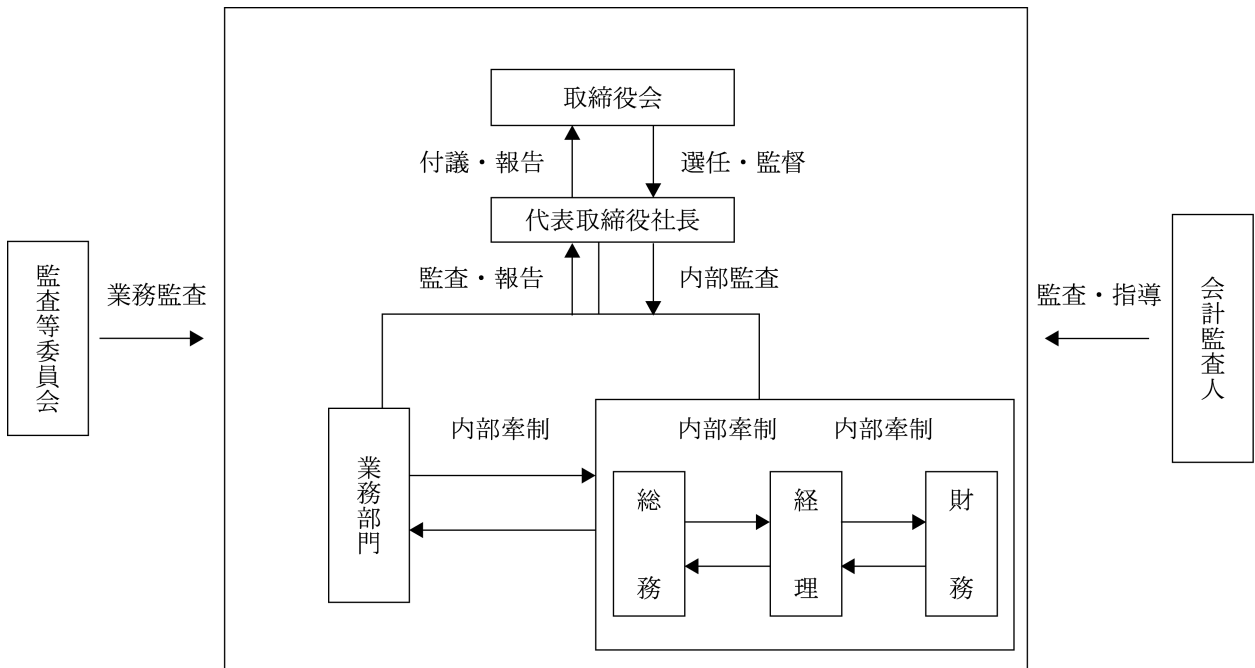 取締役会
付議・報告
選任・監督
代表取締役社長
監査・報告
内部監査
監査等委員会
業務監査
監査・指導
会計監査人
内部牽制
内部牽制
内部牽制
業務部門
総務
経理
財務